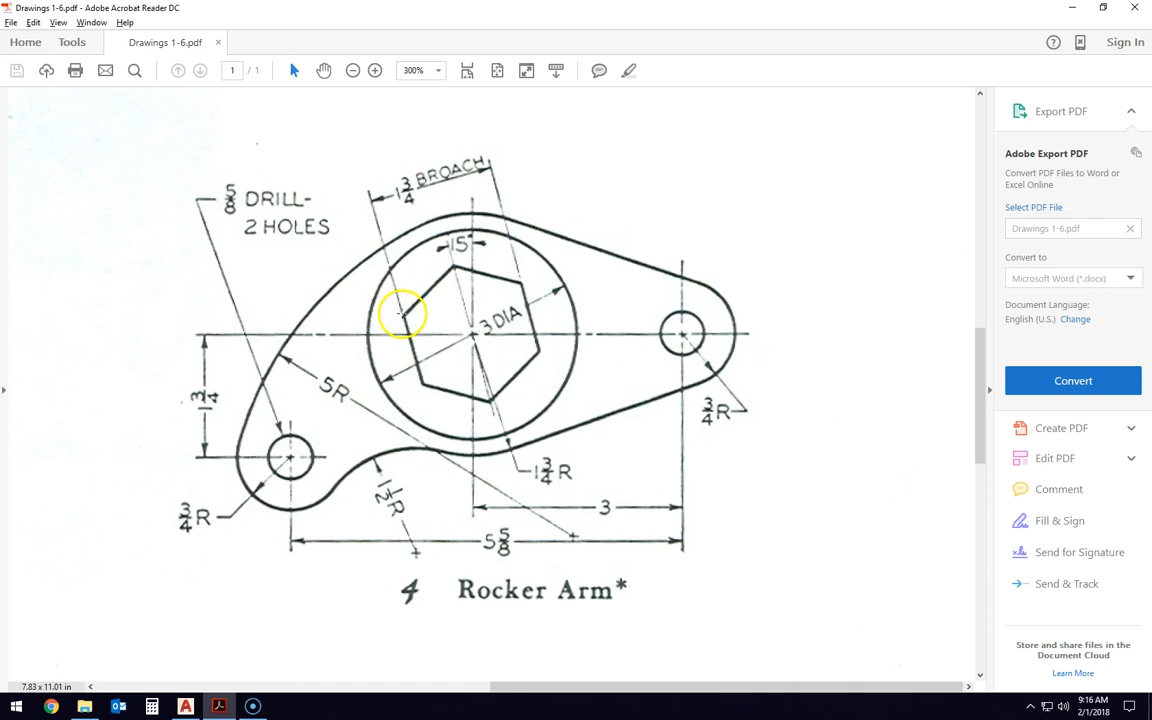 Drawings 1-6.pdf - Adobe Acrobat Reader DC
File Edit View Window Help
Home Tools Drawings 1-6.pdf × Sign In
1 / 1 300%
1 3/4 BROACH
5/8 DRILL-
2 HOLES
15°
3 DIA
5R
1 3/4
3/4 R
1 3/4 R
1 1/2 R
3/4 R
3
5 5/8
4 Rocker Arm*
7.83 x 11.01 in
Export PDF
Adobe Export PDF
Convert PDF Files to Word or
Excel Online
Select PDF File
Drawings 1-6.pdf
Convert to
Microsoft Word (*.docx)
Document Language:
English (U.S.) Change
Convert
Create PDF
Edit PDF
Comment
Fill & Sign
Send for Signature
Send & Track
Store and share files in the
Document Cloud
Learn More
9:16 AM
2/1/2018